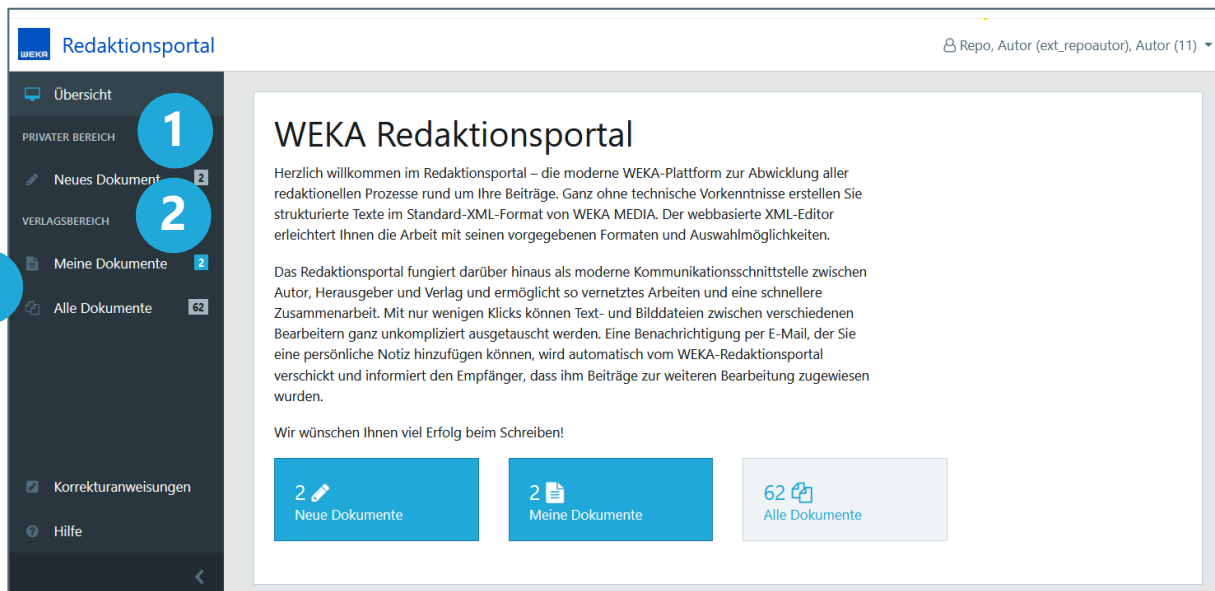 WEKA Redaktionsportal
Repo, Autor (ext_repoautor), Autor (11)
Übersicht
PRIVATER BEREICH
1
Neues Dokument
2
VERLAGSBEREICH
2
Meine Dokumente
2
Alle Dokumente
62
Korrekturanweisungen
Hilfe
WEKA Redaktionsportal
Herzlich willkommen im Redaktionsportal – die moderne WEKA-Plattform zur Abwicklung aller
redaktionellen Prozesse rund um Ihre Beiträge. Ganz ohne technische Vorkenntnisse erstellen Sie
strukturierte Texte im Standard-XML-Format von WEKA MEDIA. Der webbasierte XML-Editor
erleichtert Ihnen die Arbeit mit seinen vorgegebenen Formaten und Auswahlmöglichkeiten.
Das Redaktionsportal fungiert darüber hinaus als moderne Kommunikationsschnittstelle zwischen
Autor, Herausgeber und Verlag und ermöglicht so vernetztes Arbeiten und eine schnellere
Zusammenarbeit. Mit nur wenigen Klicks können Text- und Bilddateien zwischen verschiedenen
Bearbeitern ganz unkompliziert ausgetauscht werden. Eine Benachrichtigung per E-Mail, der Sie
eine persönliche Notiz hinzufügen können, wird automatisch vom WEKA-Redaktionsportal
verschickt und informiert den Empfänger, dass ihm Beiträge zur weiteren Bearbeitung zugewiesen
wurden.
Wir wünschen Ihnen viel Erfolg beim Schreiben!
2
Neue Dokumente
2
Meine Dokumente
62
Alle Dokumente